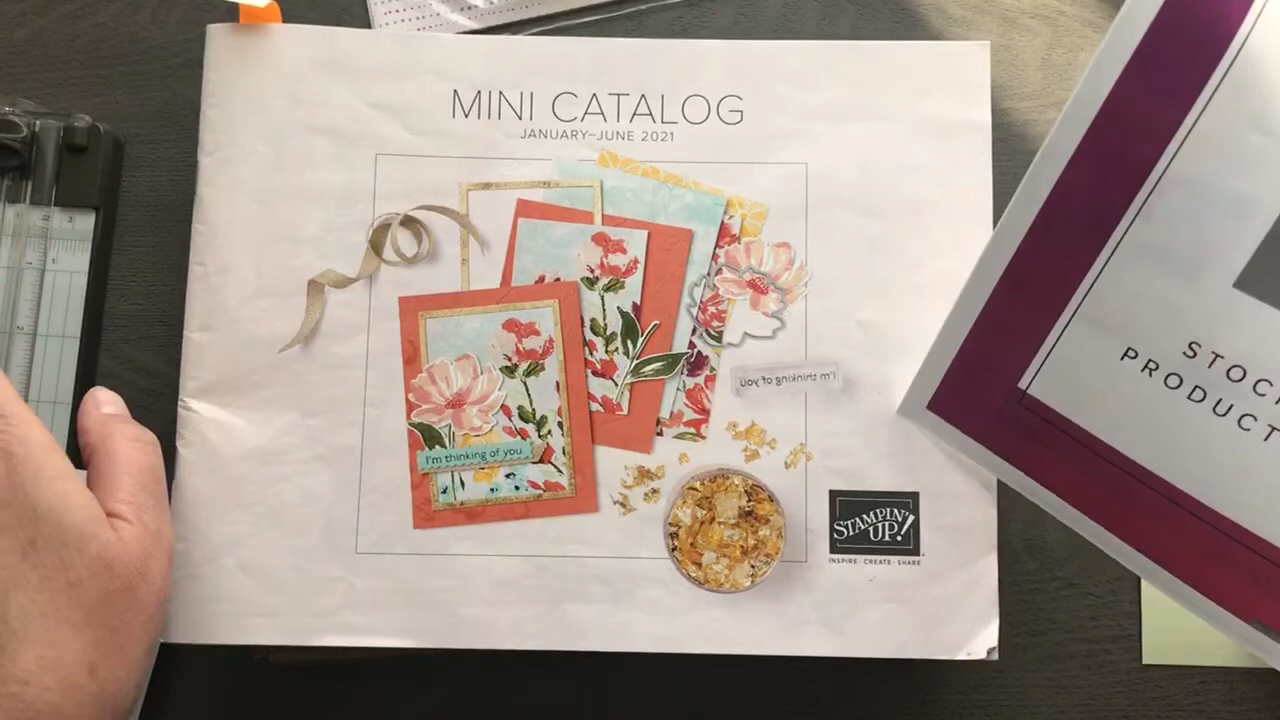 MINI CATALOG
JANUARY–JUNE 2021
I'm thinking of you
I'm thinking of you
STAMPIN' UP!
INSPIRE · CREATE · SHARE
STOC
PRODUCT